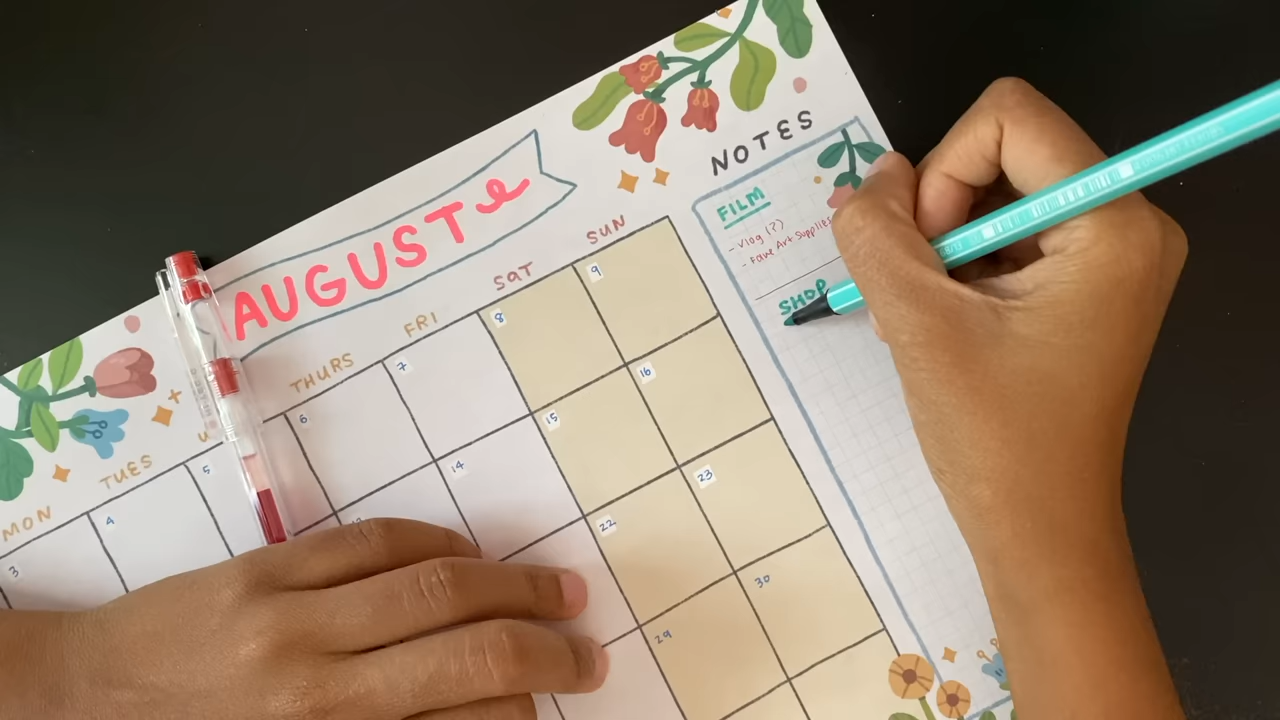 AUGUST
NOTES
MON TUES THURS FRI SAT SUN
3 4 5 6 7 8 9
14 15 16
22 23
29 30
FILM
- Vlog (?)
- Fave Art Supplies
SHOP